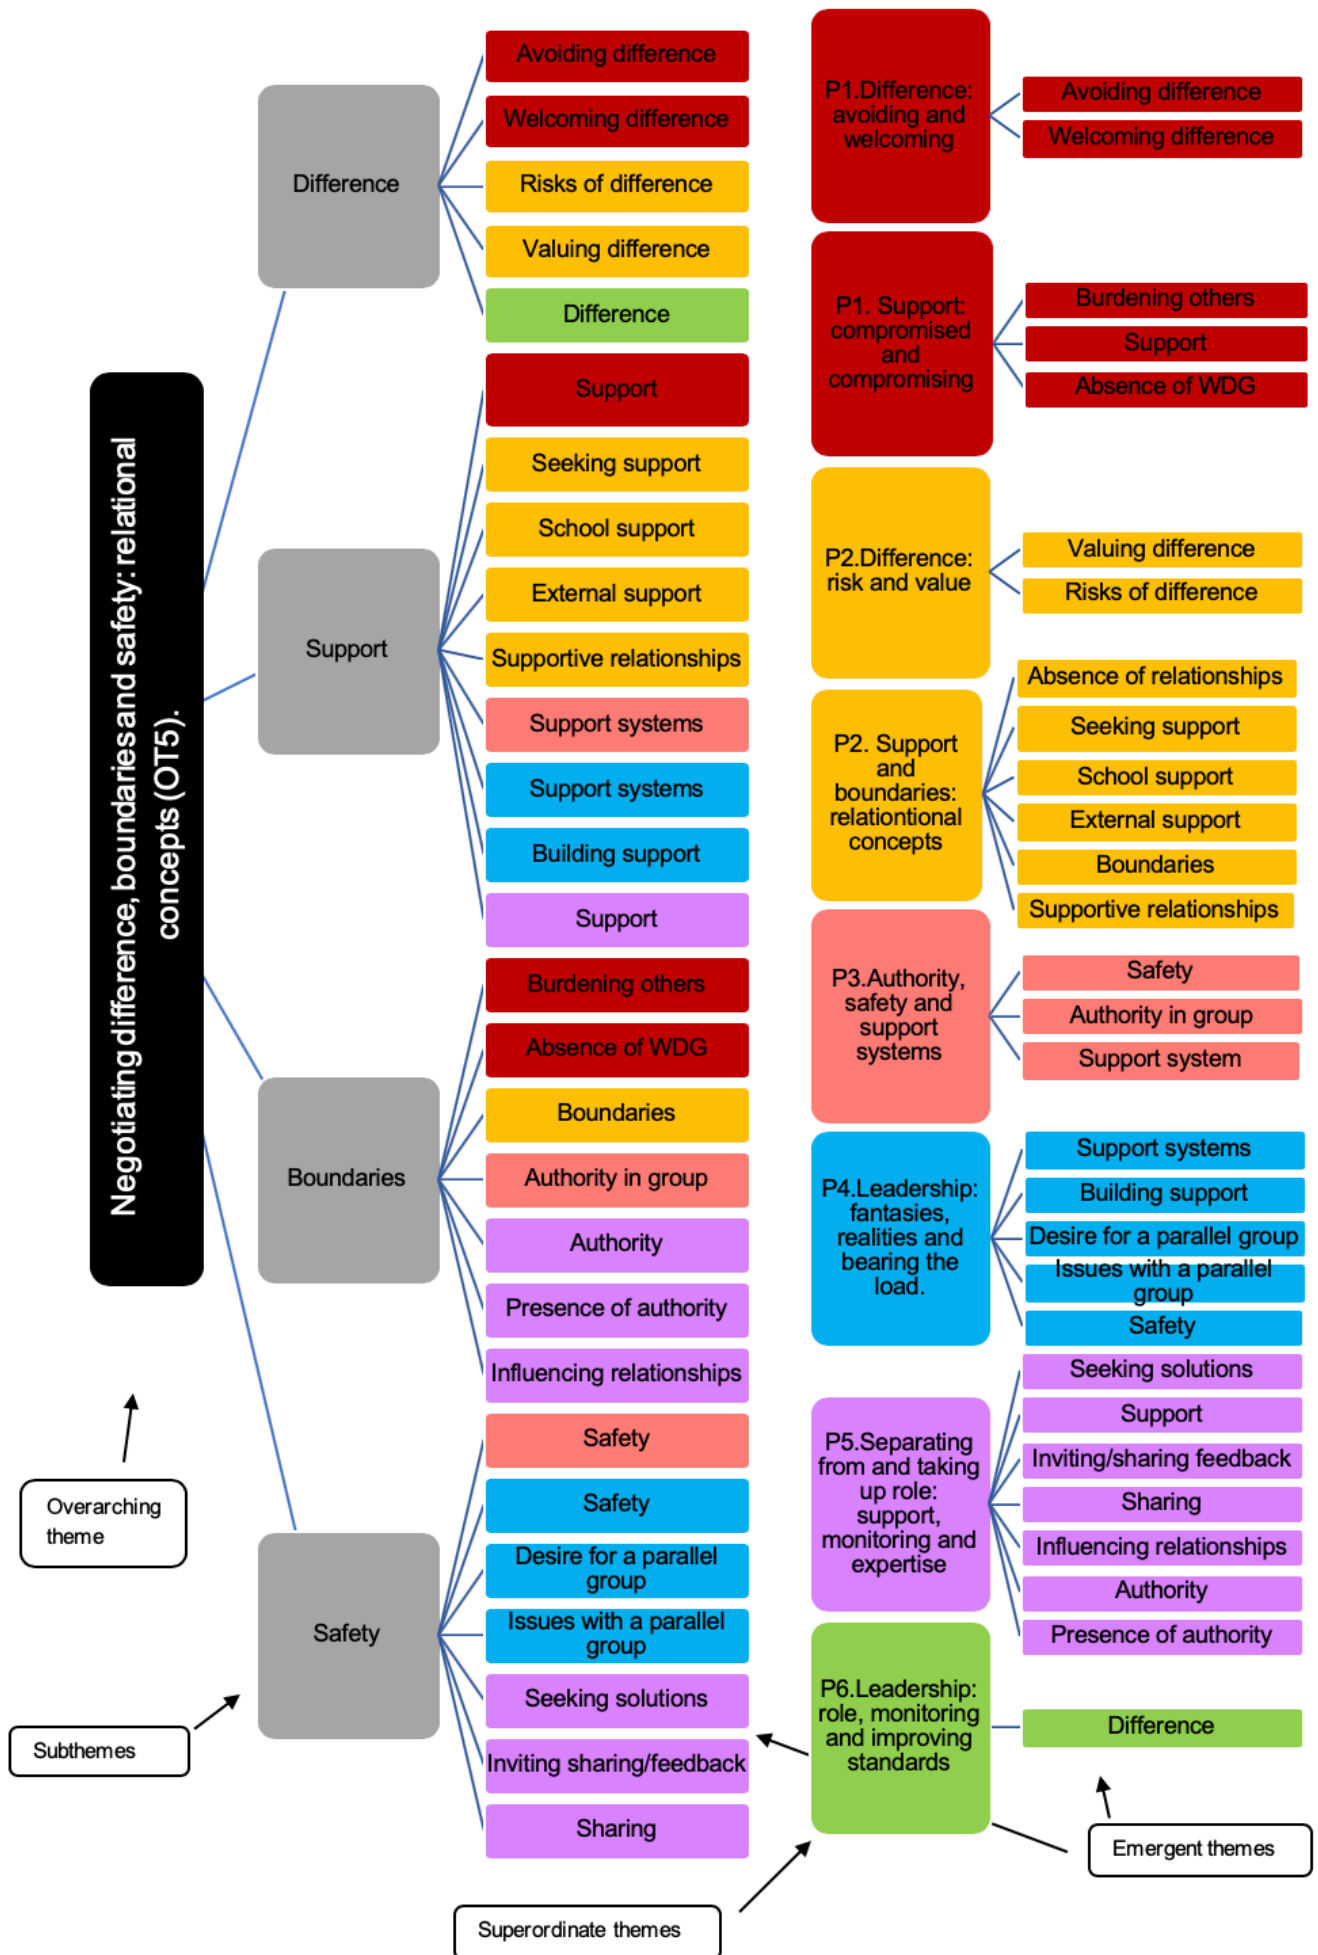 Negotiating difference, boundaries and safety: relational
concepts (OT5).
Difference
Avoiding difference
Welcoming difference
Risks of difference
Valuing difference
Difference
Support
Support
Seeking support
School support
External support
Supportive relationships
Support systems
Support systems
Building support
Support
Boundaries
Burdening others
Absence of WDG
Boundaries
Authority in group
Authority
Presence of authority
Influencing relationships
Safety
Safety
Safety
Desire for a parallel
group
Issues with a parallel
group
Seeking solutions
Inviting sharing/feedback
Sharing
P1.Difference:
avoiding and
welcoming
Avoiding difference
Welcoming difference
P1. Support:
compromised
and
compromising
Burdening others
Support
Absence of WDG
P2.Difference:
risk and value
Valuing difference
Risks of difference
P2. Support
and
boundaries:
relationtional
concepts
Absence of relationships
Seeking support
School support
External support
Boundaries
Supportive relationships
P3.Authority,
safety and
support
systems
Safety
Authority in group
Support system
P4.Leadership:
fantasies,
realities and
bearing the
load.
Support systems
Building support
Desire for a parallel group
Issues with a parallel
group
Safety
P5.Separating
from and taking
up role:
support,
monitoring and
expertise
Seeking solutions
Support
Inviting/sharing feedback
Sharing
Influencing relationships
Authority
Presence of authority
P6.Leadership:
role, monitoring
and improving
standards
Difference
Overarching
theme
Subthemes
Superordinate themes
Emergent themes